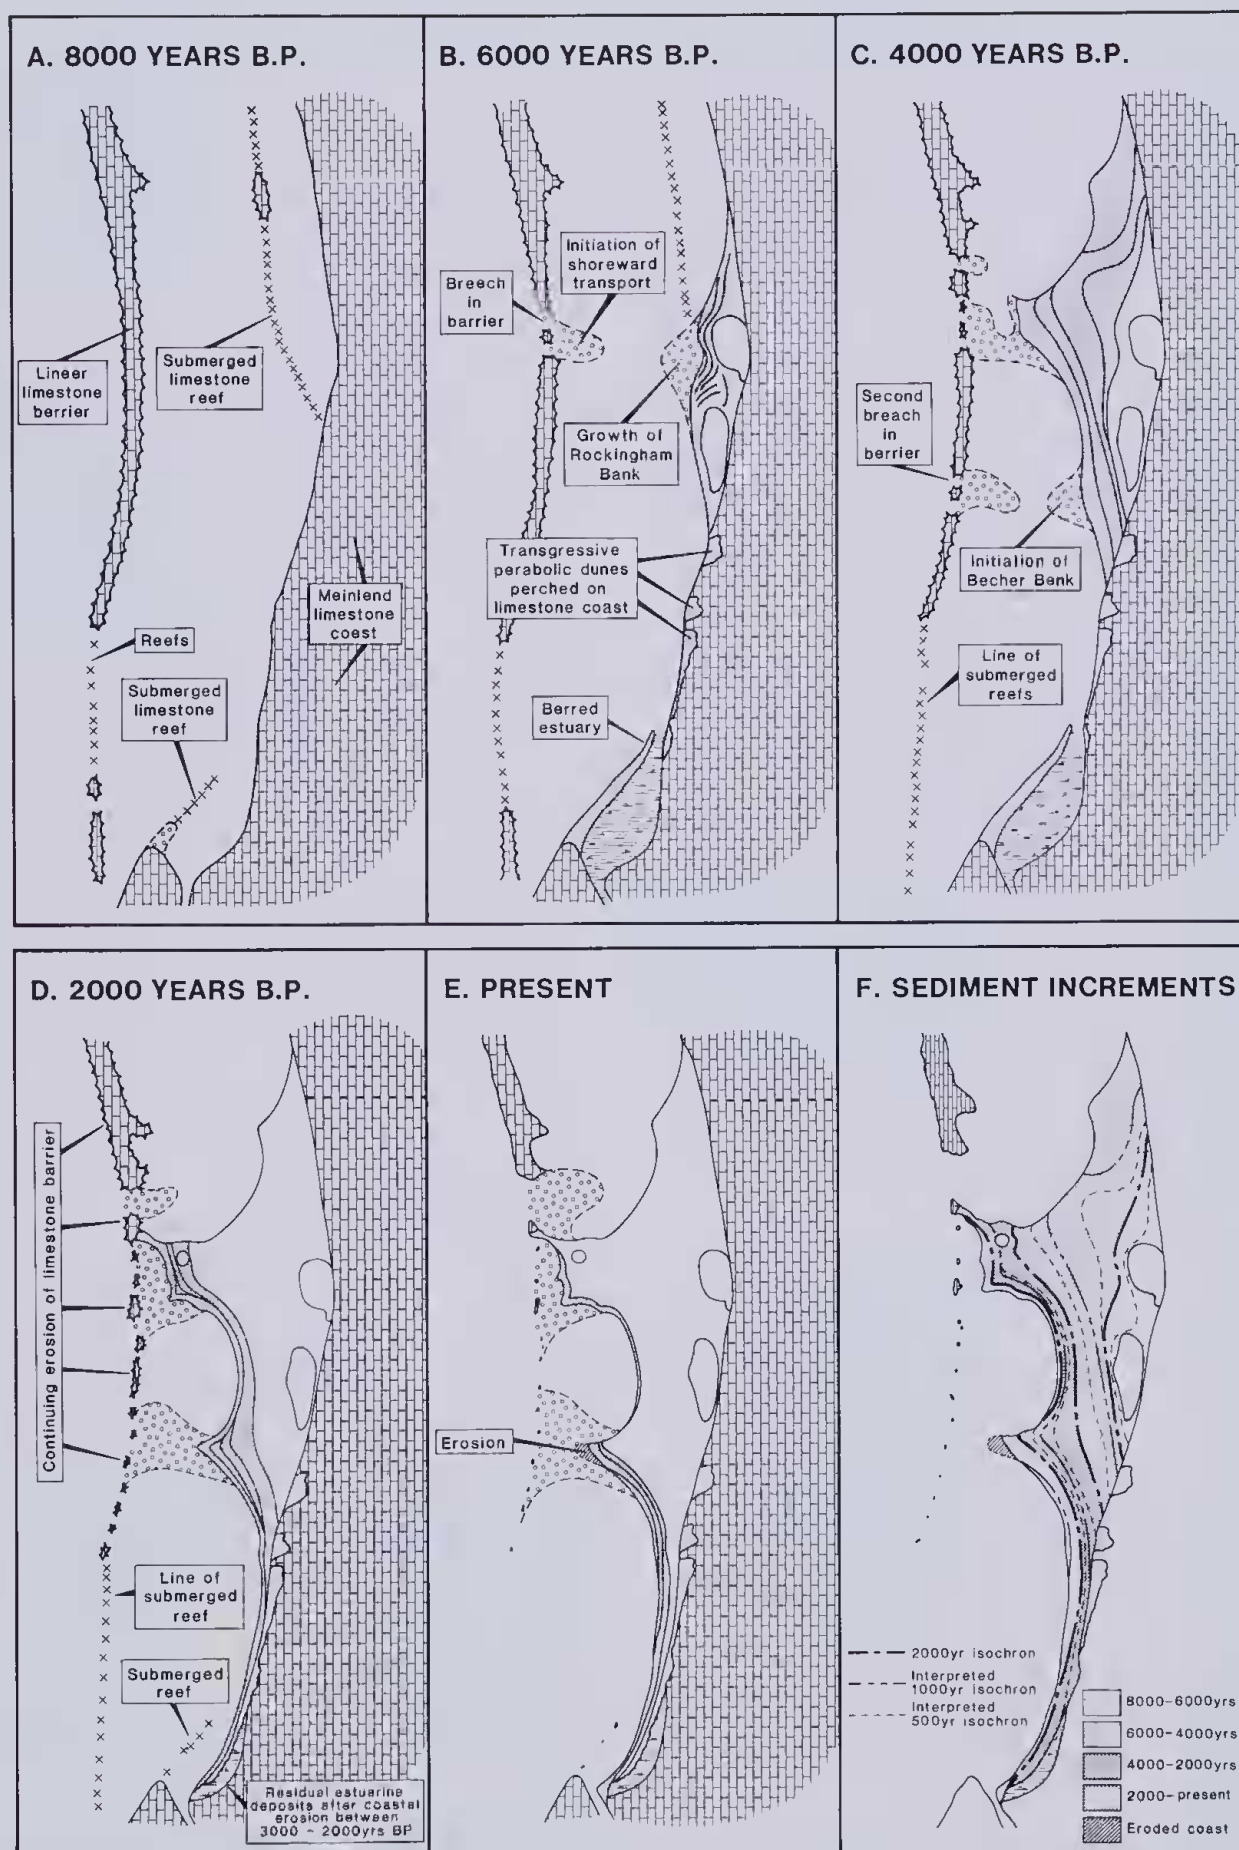 A. 8000 YEARS B.P.
Lineer
limestone
berrier
Submerged
limestone
reef
Meinlend
limestone
coest
Reefs
Submerged
limestone
reef
B. 6000 YEARS B.P.
Initiation of
shoreward
transport
Breech
in
barrier
Growth of
Rockingham
Bank
Transgressive
perabolic dunes
perched on
limestone coast
Berred
estuary
C. 4000 YEARS B.P.
Second
breach
in
berrier
Initiation of
Becher Bank
Line of
submerged
reefs
D. 2000 YEARS B.P.
Continuing erosion of limestone barrier
Line of
submerged
reef
Submerged
reef
Residual estuarine
deposits after coastal
erosion between
3000 - 2000yrs BP
E. PRESENT
Erosion
F. SEDIMENT INCREMENTS
2000yr isochron
Interpreted
1000yr isochron
Interpreted
500yr isochron
8000-6000yrs
6000-4000yrs
4000-2000yrs
2000-present
Eroded coast